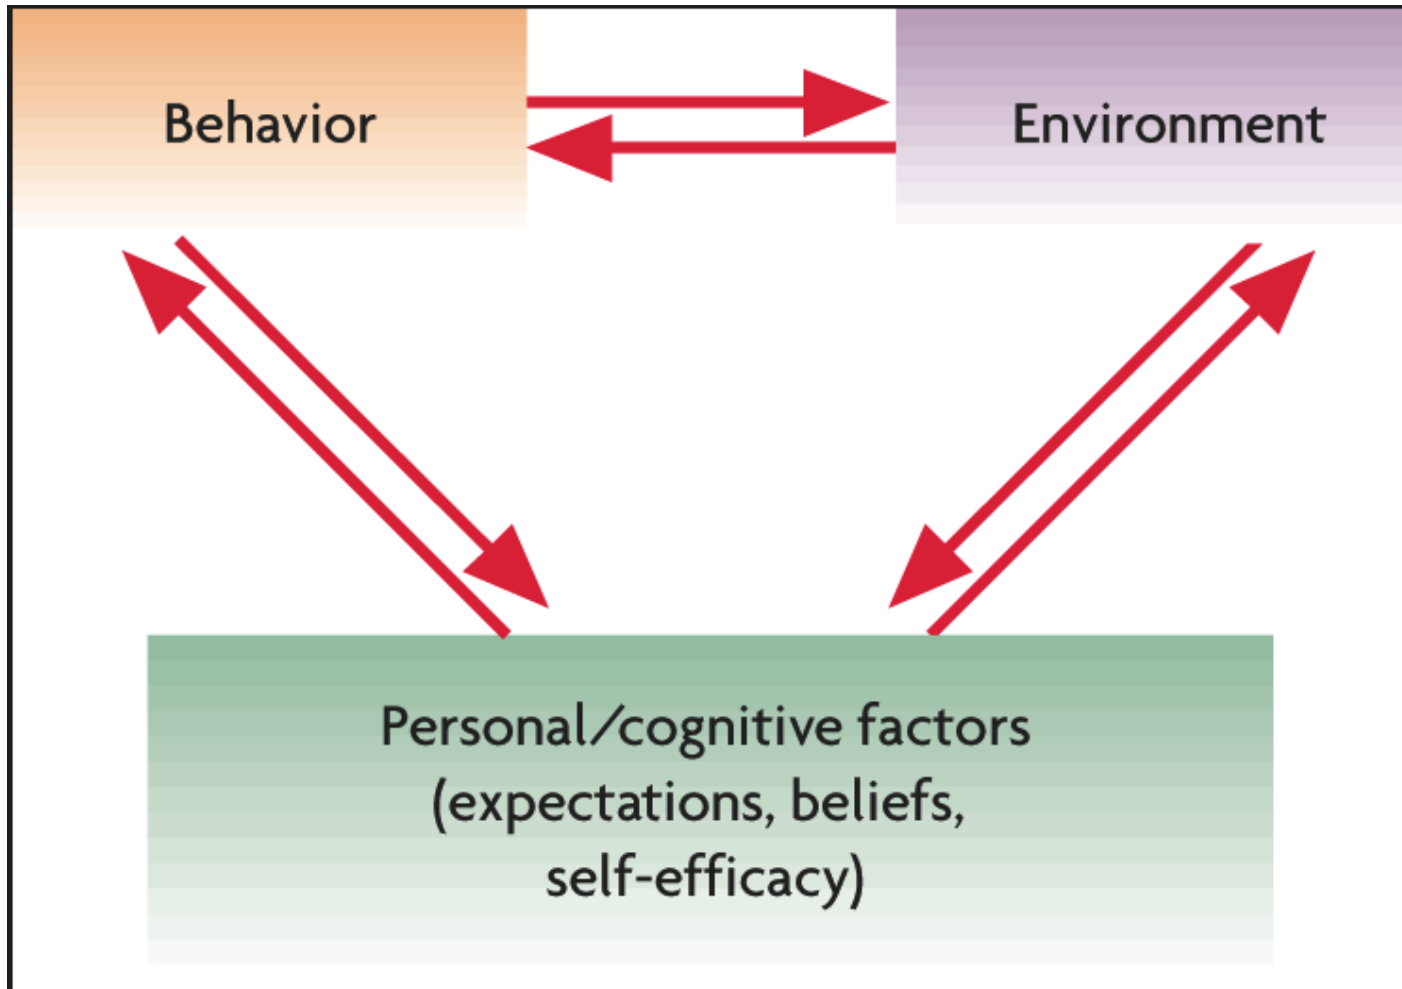 Behavior
Environment
Personal/cognitive factors
(expectations, beliefs,
self-efficacy)